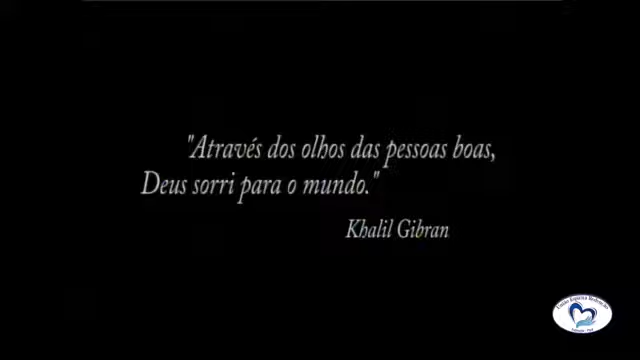 "Através dos olhos das pessoas boas,
Deus sorri para o mundo."
Khalil Gibran